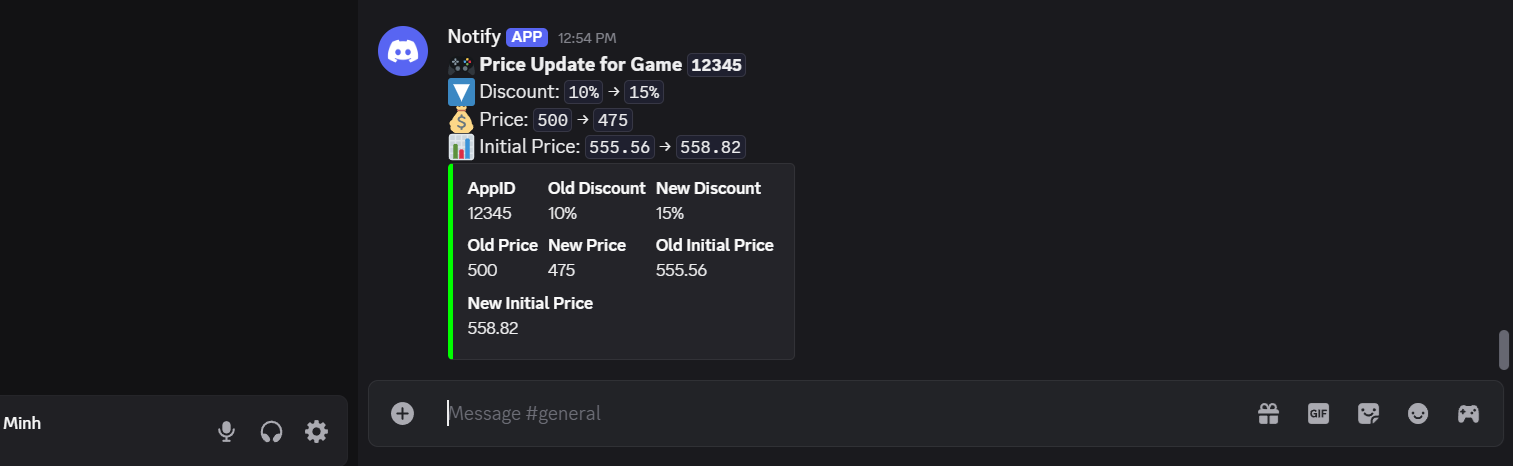 Notify APP 12:54 PM
Price Update for Game 12345
Discount: 10% → 15%
Price: 500 → 475
Initial Price: 555.56 → 558.82
AppID Old Discount New Discount
12345 10% 15%
Old Price New Price Old Initial Price
500 475 555.56
New Initial Price
558.82
Message #general
GIF
Minh